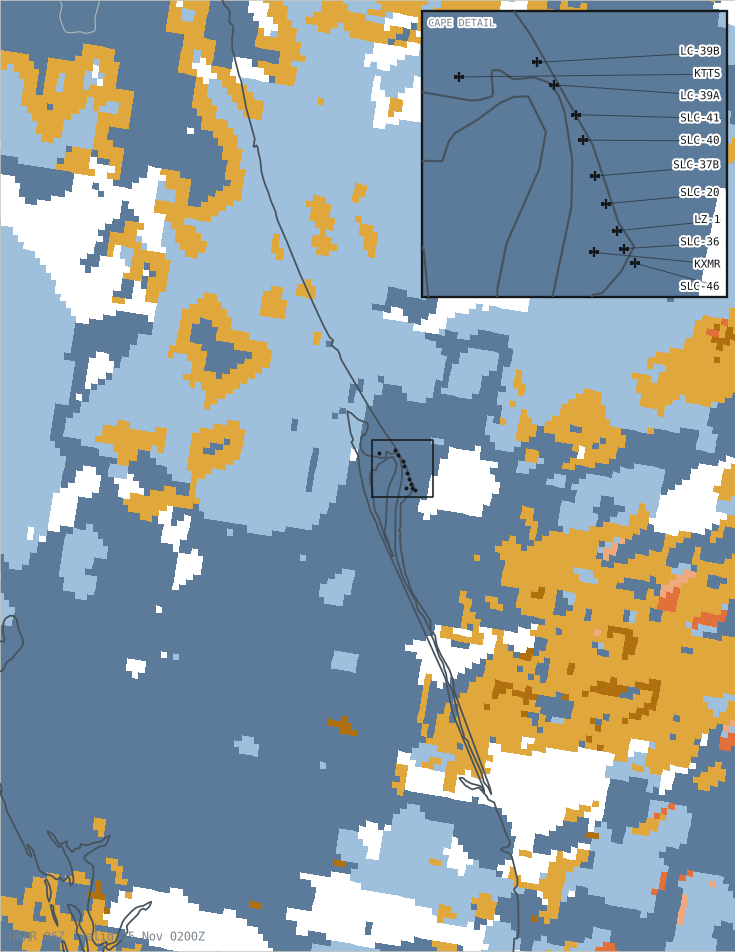 CAPE DETAIL
LC-39B
KTTS
LC-39A
SLC-41
SLC-40
SLC-37B
SLC-20
LZ-1
SLC-36
KXMR
SLC-46
Nov 0200Z